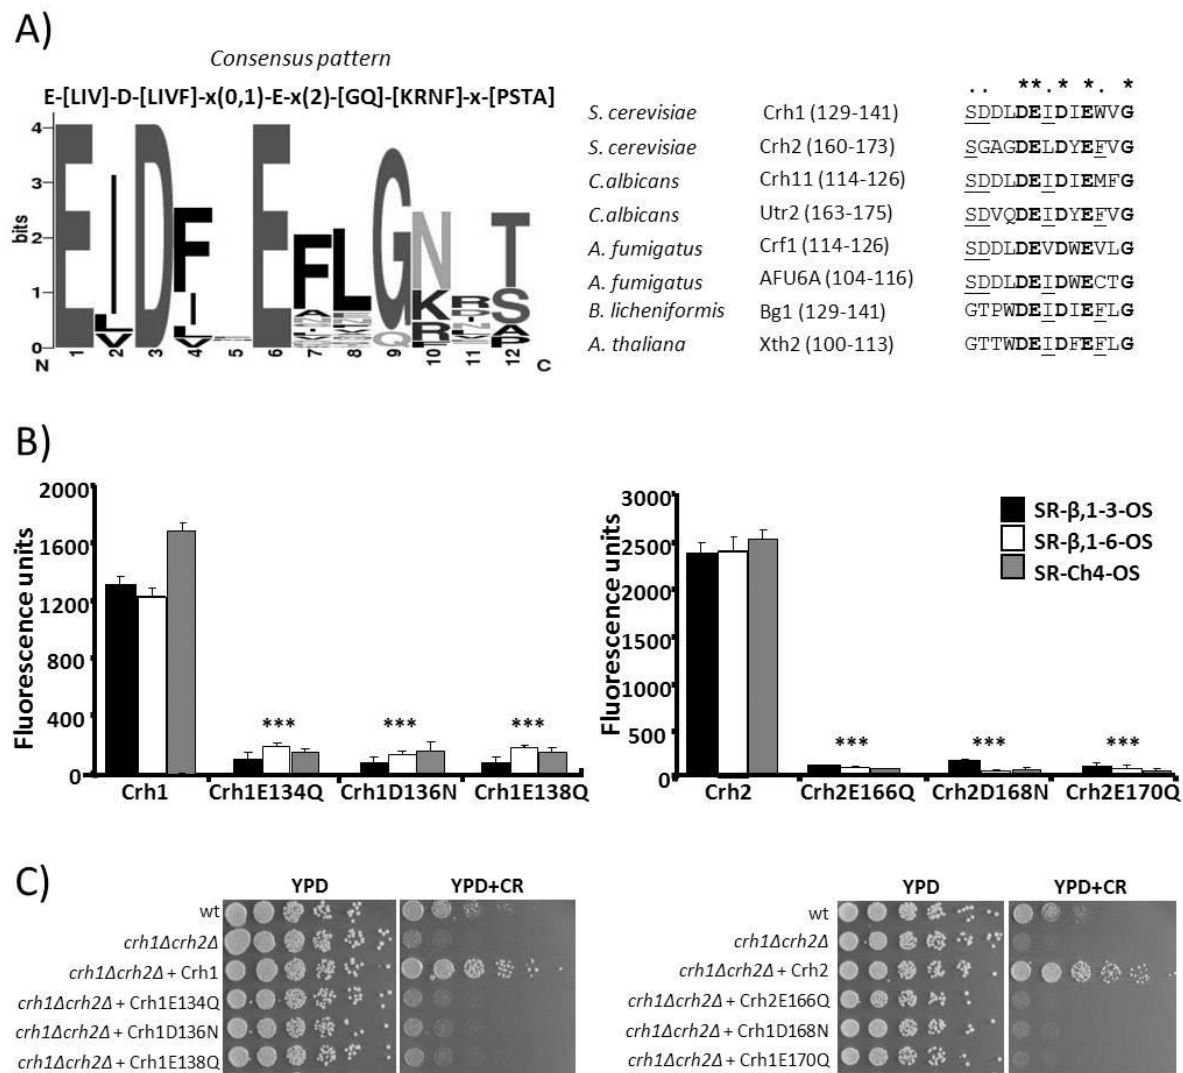 A)
Consensus pattern
E-[LIV]-D-[LIVF]-x(0,1)-E-x(2)-[GQ]-[KRNF]-x-[PSTA]
bits
4
3
2
1
0
1 2 3 4 5 6 7 8 9 10 11 12
N C
. . ** . * * . *
S. cerevisiae Crh1 (129-141) SDDLDEIDIEWVG
S. cerevisiae Crh2 (160-173) SGAGDELDYEFVG
C.albicans Crh11 (114-126) SDDLDEIDIEMFG
C.albicans Utr2 (163-175) SDVQDEIDYEFVG
A. fumigatus Crf1 (114-126) SDDLDEVDWEVLG
A. fumigatus AFU6A (104-116) SDDLDEIDWECTG
B. licheniformis Bg1 (129-141) GTPWDEIDIEFLG
A. thaliana Xth2 (100-113) GTTWDEIDFEFLG
B)
Fluorescence units
2000
1600
1200
800
400
0
*** *** ***
Crh1 Crh1E134Q Crh1D136N Crh1E138Q
Fluorescence units
3000
2500
2000
1500
1000
500
0
*** *** ***
Crh2 Crh2E166Q Crh2D168N Crh2E170Q
SR-β,1-3-OS
SR-β,1-6-OS
SR-Ch4-OS
C)
YPD YPD+CR
wt
crh1Δcrh2Δ
crh1Δcrh2Δ + Crh1
crh1Δcrh2Δ + Crh1E134Q
crh1Δcrh2Δ + Crh1D136N
crh1Δcrh2Δ + Crh1E138Q
YPD YPD+CR
wt
crh1Δcrh2Δ
crh1Δcrh2Δ + Crh2
crh1Δcrh2Δ + Crh2E166Q
crh1Δcrh2Δ + Crh1D168N
crh1Δcrh2Δ + Crh1E170Q